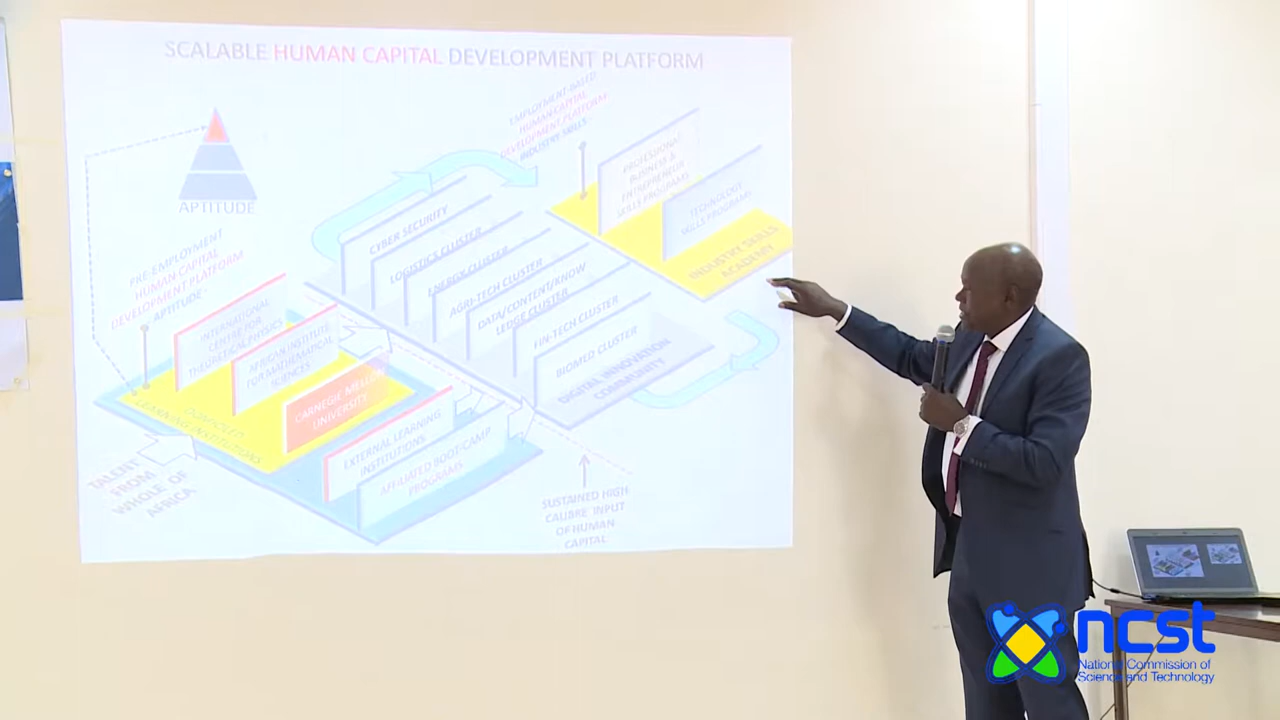 SCALABLE HUMAN CAPITAL DEVELOPMENT PLATFORM
EMPLOYMENT-BASED
HUMAN-CAPITAL
DEVELOPMENT PLATFORM-
INDUSTRY SKILLS
APTITUDE
PRE-EMPLOYMENT
HUMAN CAPITAL
DEVELOPMENT PLATFORM
- APTITUDE -
PROFESSIONAL
BUSINESS &
ENTREPRENEUR
SKILLS PROGRAMS
TECHNOLOGY
SKILLS PROGRAMS
INDUSTRY SKILLS
ACADEMY
CYBER SECURITY
LOGISTICS CLUSTER
ENERGY CLUSTER
AGRI-TECH CLUSTER
DATA/CONTENT/KNOW
LEDGE CLUSTER
FIN-TECH CLUSTER
BIOMED CLUSTER
DIGITAL INNOVATION
COMMUNITY
INTERNATIONAL
CENTRE FOR
THEORETICAL PHYSICS
AFRICAN INSTITUTE
FOR MATHEMATICAL
SCIENCES
CARNEGIE MELLON
UNIVERSITY
LEARNING INSTITUTIONS
EXTERNAL LEARNING
INSTITUTIONS
AFFILIATED BOOT-CAMP
PROGRAMS
TALENT
FROM
WHOLE OF
AFRICA
SUSTAINED HIGH
CALIBRE INPUT
OF HUMAN
CAPITAL
ncst
National Commission of
Science and Technology